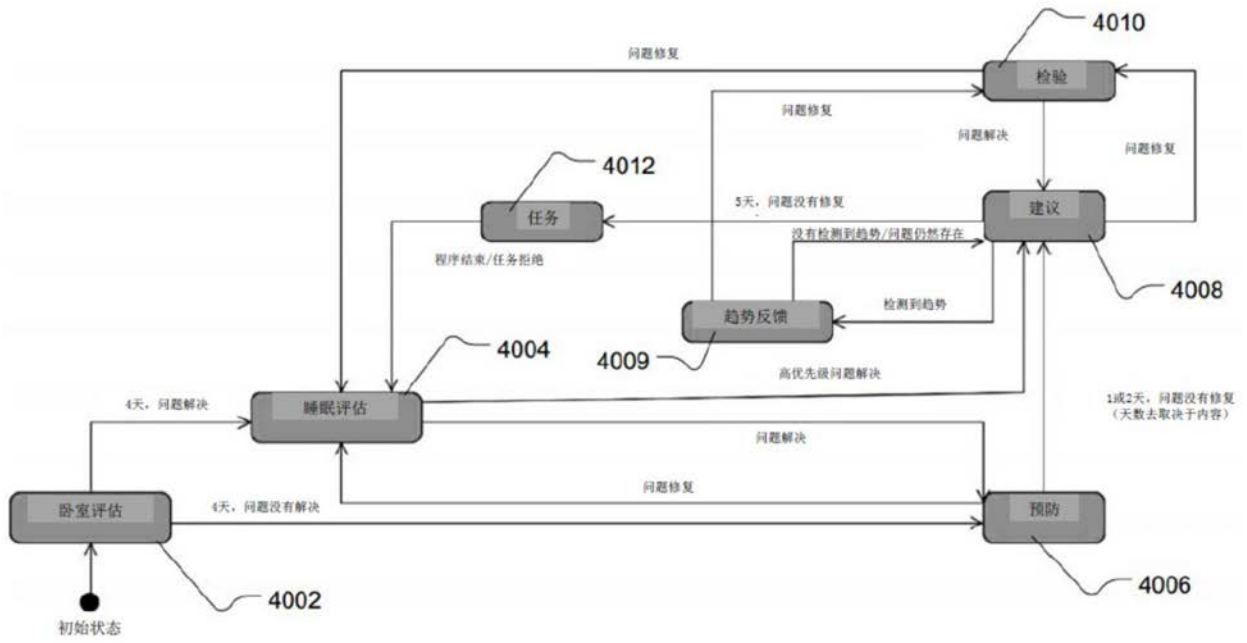 4010
问题修复
检验
问题修复
问题解决
问题修复
4012
任务
5天，问题没有修复
建议
没有检测到趋势/问题仍然存在
程序结束/任务拒绝
4008
趋势反馈
检测到趋势
4009
4004
高优先级问题解决
睡眠评估
4天，问题解决
1或2天，问题没有修复
（天数去取决于内容）
问题解决
问题修复
卧室评估
4天，问题没有解决
预防
4006
4002
初始状态